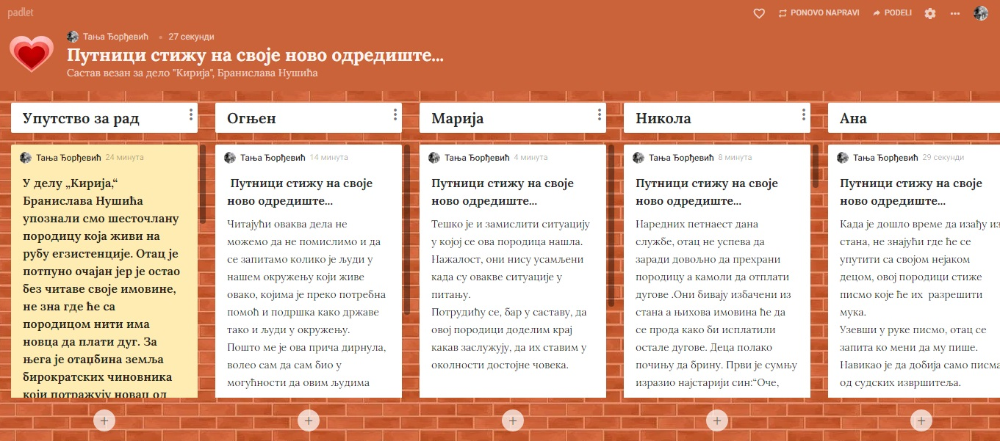 padlet
PONOVO NAPRAVI
PODELI
Тања Ђорђевић • 27 секунди
Путници стижу на своје ново одредиште...
Састав везан за дело "Кирија", Бранислава Нушића
Упутство за рад
Тања Ђорђевић 24 минута
У делу „Кирија,“
Бранислава Нушића
упознали смо шесточлану
породицу која живи на
рубу егзистенције. Отац је
потпуно очајан јер је остао
без читаве своје имовине,
не зна где ће са
породицом нити има
новца да плати дуг. За
њега је отаџбина земља
бирократских чиновника
који потражују новац од
Огњен
Тања Ђорђевић 14 минута
Путници стижу на своје
ново одредиште...
Читајући оваква дела не
можемо да не помислимо и да
се запитамо колико је људи у
нашем окружењу који живе
овако, којима је преко потребна
помоћ и подршка како државе
тако и људи у окружењу.
Пошто ме је ова прича дирнула,
волео сам да сам био у
могућности да овим људима
Марија
Тања Ђорђевић 4 минута
Путници стижу на своје
ново одредиште...
Тешко је и замислити ситуацију
у којој се ова породица нашла.
Нажалост, они нису усамљени
када су овакве ситуације у
питању.
Потрудићу се, бар у саставу, да
овој породици доделим крај
какав заслужују, да их ставим у
околности достојне човека.
Никола
Тања Ђорђевић 8 минута
Путници стижу на своје
ново одредиште...
Наредних петнаест дана
службе, отац не успева да
заради довољно да прехрани
породицу а камоли да отплати
дугове .Они бивају избачени из
стана а њихова имовина ће да
се прода како би исплатили
остале дугове. Деца полако
почињу да брину. Први је сумњу
изразио најстарији син:“Оче,
Ана
Тања Ђорђевић 29 секунди
Путници стижу на своје
ново одредиште...
Када је дошло време да изађу из
стана, не знајући где ће се
упутити са својом нејаком
децом, овој породици стиже
писмо које ће их разрешити
мука.
Узевши у руке писмо, отац се
запита ко мени да му пише.
Навикао је да добија само писма
од судских извршитеља.